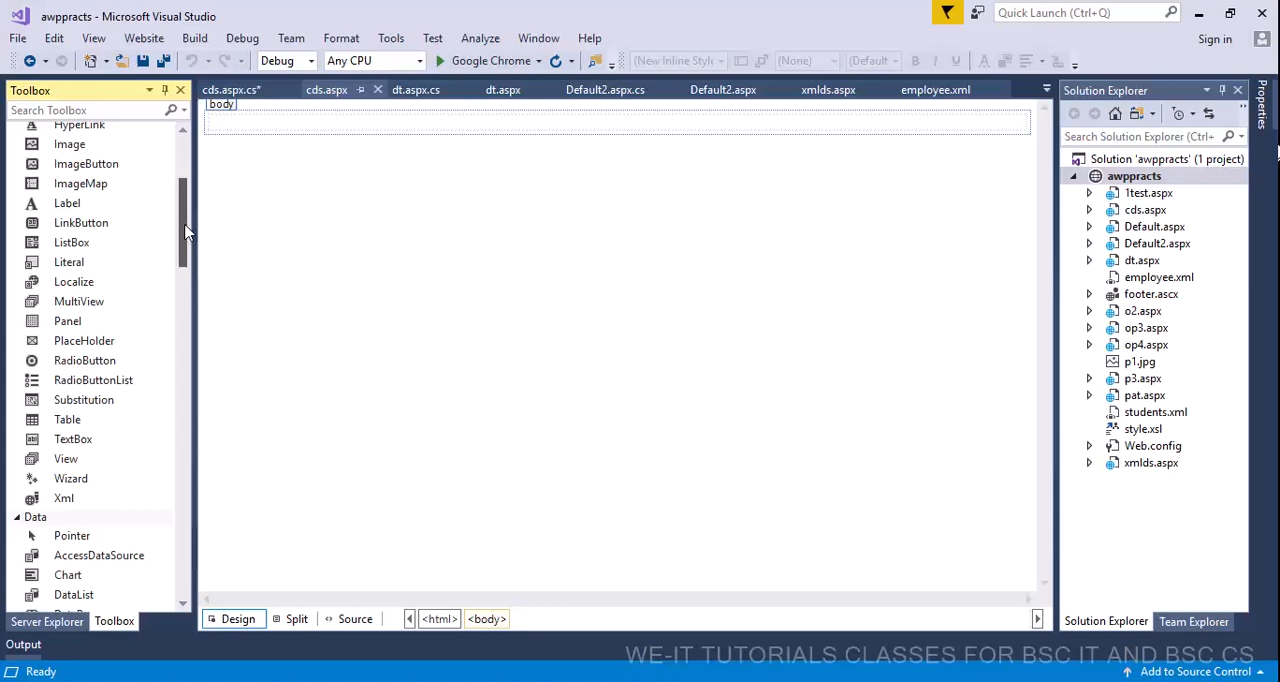 awppracts - Microsoft Visual Studio
Quick Launch (Ctrl+Q)
File Edit View Website Build Debug Team Format Tools Test Analyze Window Help
Sign in
Debug Any CPU Google Chrome (New Inline Style (None) (Default B I U A
Toolbox
cds.aspx.cs* cds.aspx dt.aspx.cs dt.aspx Default2.aspx.cs Default2.aspx xmlds.aspx employee.xml
Solution Explorer
Properties
Search Toolbox
body
HyperLink
Image
ImageButton
ImageMap
Label
LinkButton
ListBox
Literal
Localize
MultiView
Panel
PlaceHolder
RadioButton
RadioButtonList
Substitution
Table
TextBox
View
Wizard
Xml
Data
Pointer
AccessDataSource
Chart
DataList
Search Solution Explorer (Ctrl+
Solution 'awppracts' (1 project)
awppracts
1test.aspx
cds.aspx
Default.aspx
Default2.aspx
dt.aspx
employee.xml
footer.ascx
o2.aspx
op3.aspx
op4.aspx
p1.jpg
p3.aspx
pat.aspx
students.xml
style.xsl
Web.config
xmlds.aspx
Server Explorer Toolbox
Design Split Source <html> <body>
Solution Explorer Team Explorer
Output
WE-IT TUTORIALS CLASSES FOR BSC IT AND BSC CS
Ready
Add to Source Control